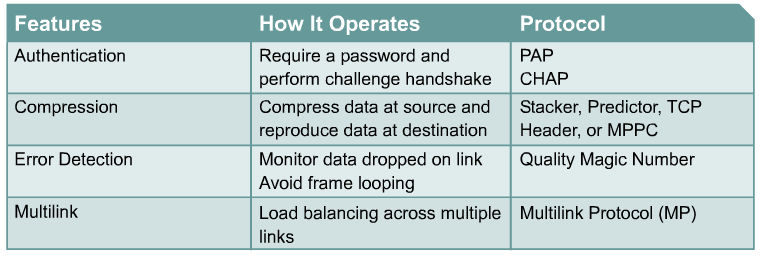 Features How It Operates Protocol
Authentication Require a password and PAP
perform challenge handshake CHAP
Compression Compress data at source and Stacker, Predictor, TCP
reproduce data at destination Header, or MPPC
Error Detection Monitor data dropped on link Quality Magic Number
Avoid frame looping
Multilink Load balancing across multiple Multilink Protocol (MP)
links